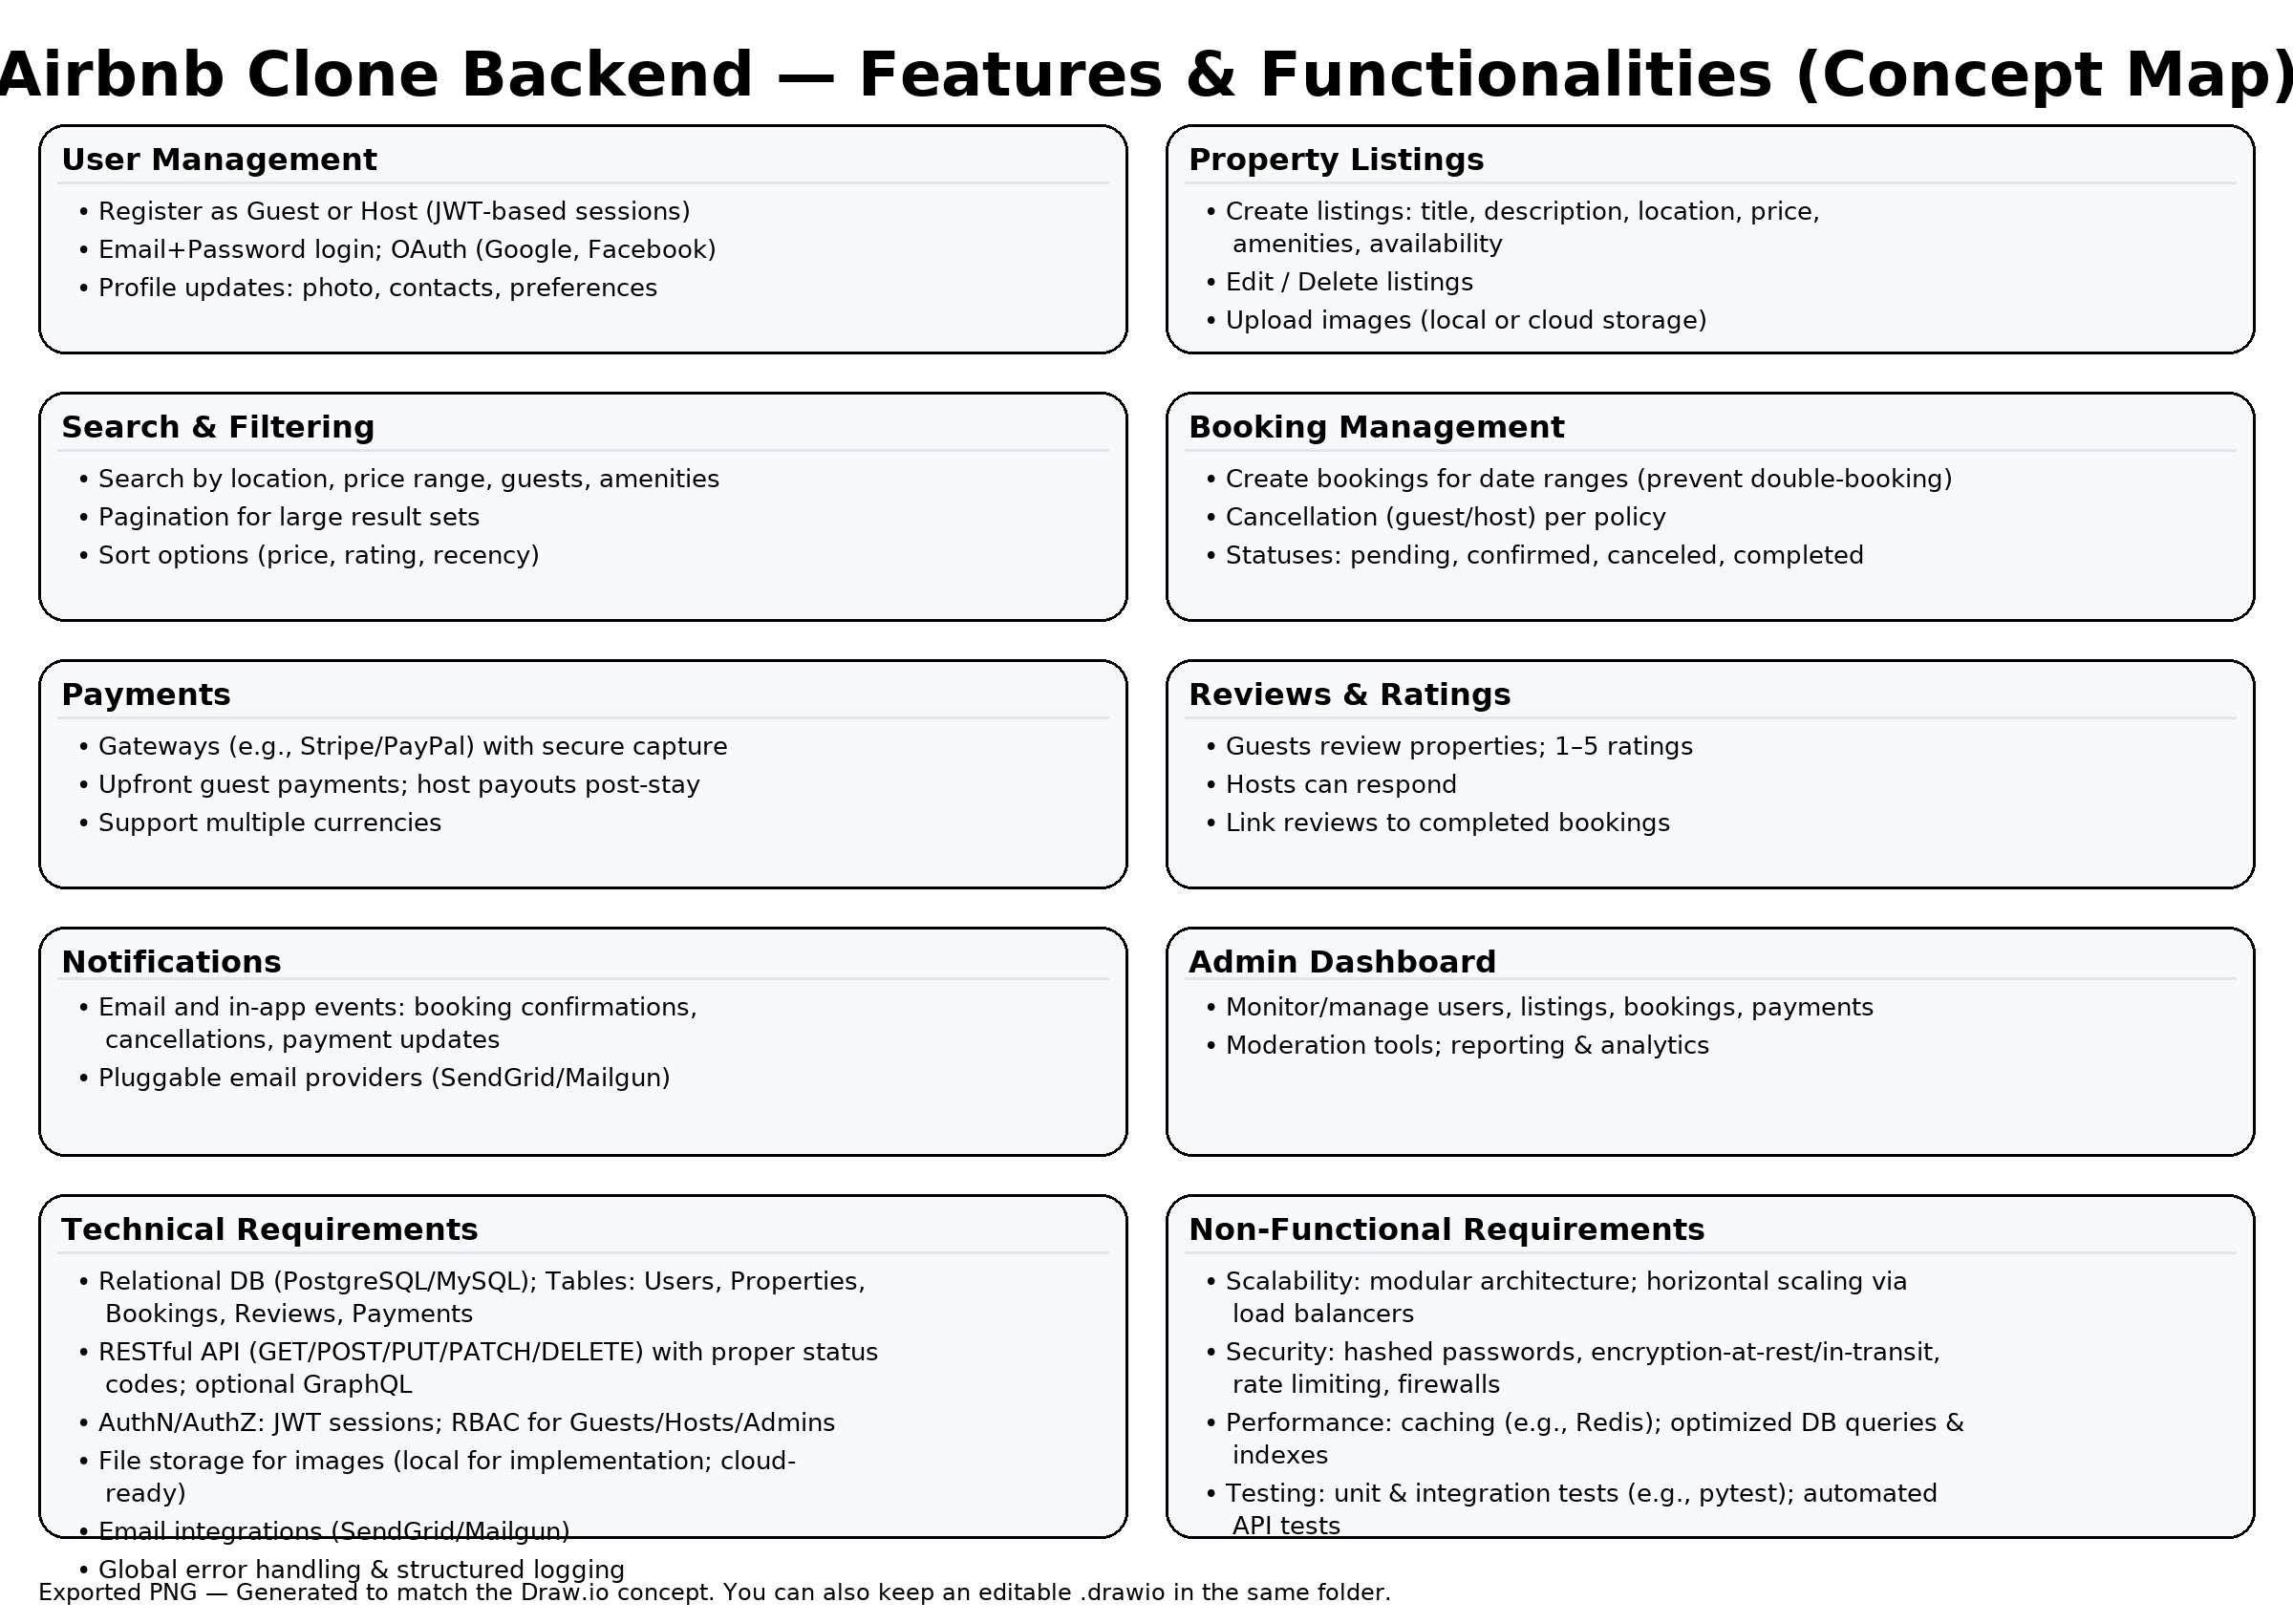 Airbnb Clone Backend — Features & Functionalities (Concept Map)
User Management
• Register as Guest or Host (JWT-based sessions)
• Email+Password login; OAuth (Google, Facebook)
• Profile updates: photo, contacts, preferences
Property Listings
• Create listings: title, description, location, price,
amenities, availability
• Edit / Delete listings
• Upload images (local or cloud storage)
Search & Filtering
• Search by location, price range, guests, amenities
• Pagination for large result sets
• Sort options (price, rating, recency)
Booking Management
• Create bookings for date ranges (prevent double-booking)
• Cancellation (guest/host) per policy
• Statuses: pending, confirmed, canceled, completed
Payments
• Gateways (e.g., Stripe/PayPal) with secure capture
• Upfront guest payments; host payouts post-stay
• Support multiple currencies
Reviews & Ratings
• Guests review properties; 1–5 ratings
• Hosts can respond
• Link reviews to completed bookings
Notifications
• Email and in-app events: booking confirmations,
cancellations, payment updates
• Pluggable email providers (SendGrid/Mailgun)
Admin Dashboard
• Monitor/manage users, listings, bookings, payments
• Moderation tools; reporting & analytics
Technical Requirements
• Relational DB (PostgreSQL/MySQL); Tables: Users, Properties,
Bookings, Reviews, Payments
• RESTful API (GET/POST/PUT/PATCH/DELETE) with proper status
codes; optional GraphQL
• AuthN/AuthZ: JWT sessions; RBAC for Guests/Hosts/Admins
• File storage for images (local for implementation; cloud-
ready)
• Email integrations (SendGrid/Mailgun)
• Global error handling & structured logging
Non-Functional Requirements
• Scalability: modular architecture; horizontal scaling via
load balancers
• Security: hashed passwords, encryption-at-rest/in-transit,
rate limiting, firewalls
• Performance: caching (e.g., Redis); optimized DB queries &
indexes
• Testing: unit & integration tests (e.g., pytest); automated
API tests
Exported PNG — Generated to match the Draw.io concept. You can also keep an editable .drawio in the same folder.